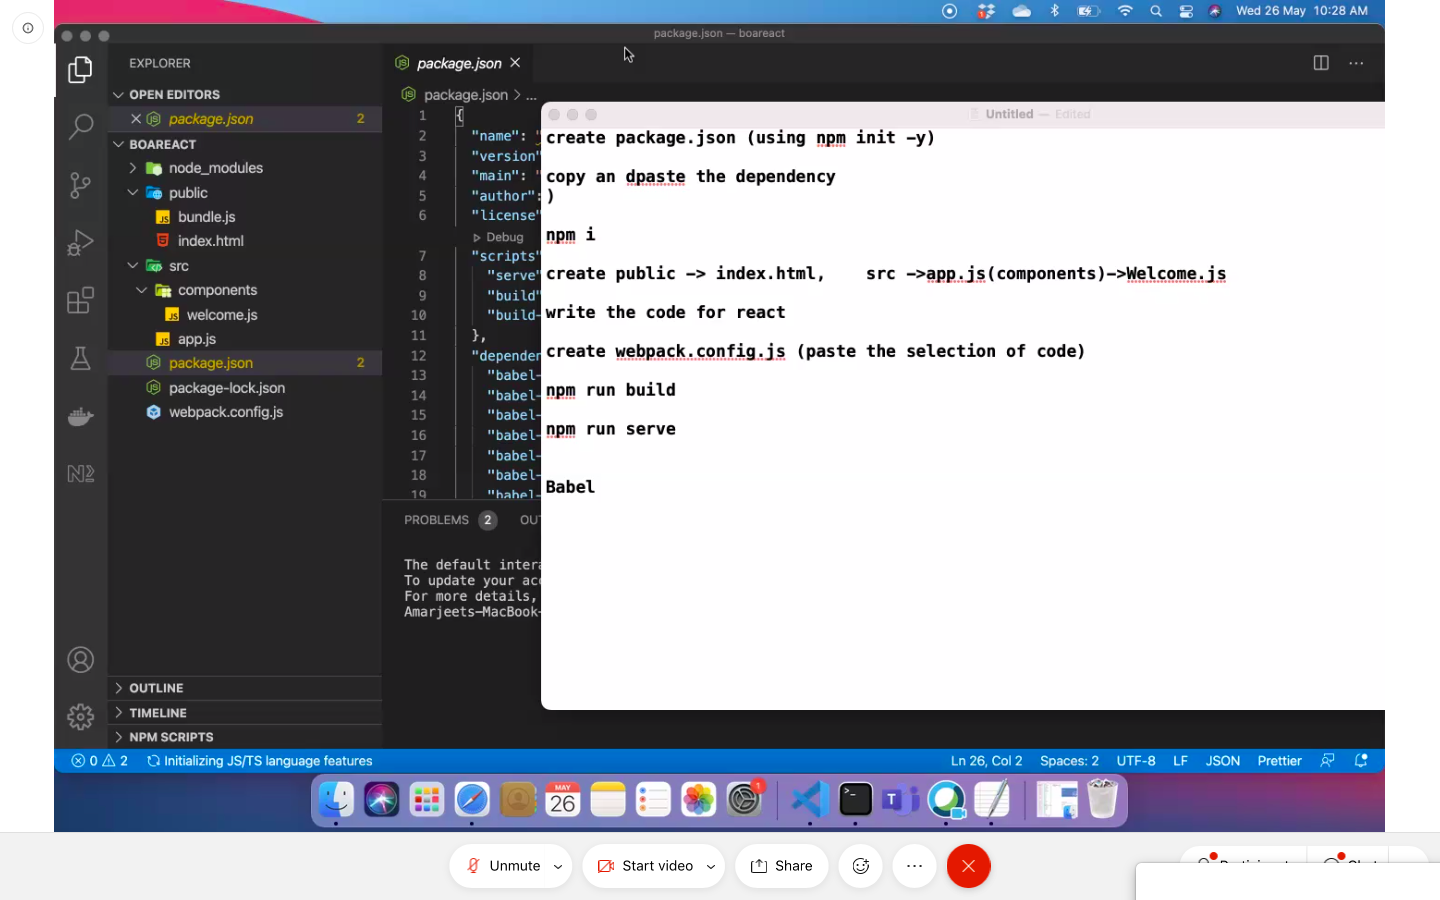 Wed 26 May 10:28 AM
package.json — boareact
EXPLORER
package.json
OPEN EDITORS
package.json 2
package.json > ...
BOAREACT
node_modules
public
bundle.js
index.html
src
components
welcome.js
app.js
package.json 2
package-lock.json
webpack.config.js
OUTLINE
TIMELINE
NPM SCRIPTS
1 {
2 "name": "
3 "version"
4 "main": "
5 "author":
6 "license"
Debug
7 "scripts"
8 "serve"
9 "build"
10 "build-
11 },
12 "depender
13 "babel-
14 "babel-
15 "babel-
16 "babel-
17 "babel-
18 "babel-
19 "babel-
PROBLEMS 2 OU
The default intera
To update your acc
For more details,
Amarjeets-MacBook-
Untitled — Edited
create package.json (using npm init -y)
copy an dpaste the dependency
)
npm i
create public -> index.html, src ->app.js(components)->Welcome.js
write the code for react
create webpack.config.js (paste the selection of code)
npm run build
npm run serve
Babel
0 2 Initializing JS/TS language features
Ln 26, Col 2 Spaces: 2 UTF-8 LF JSON Prettier
MAY
26
1
Unmute
Start video
Share